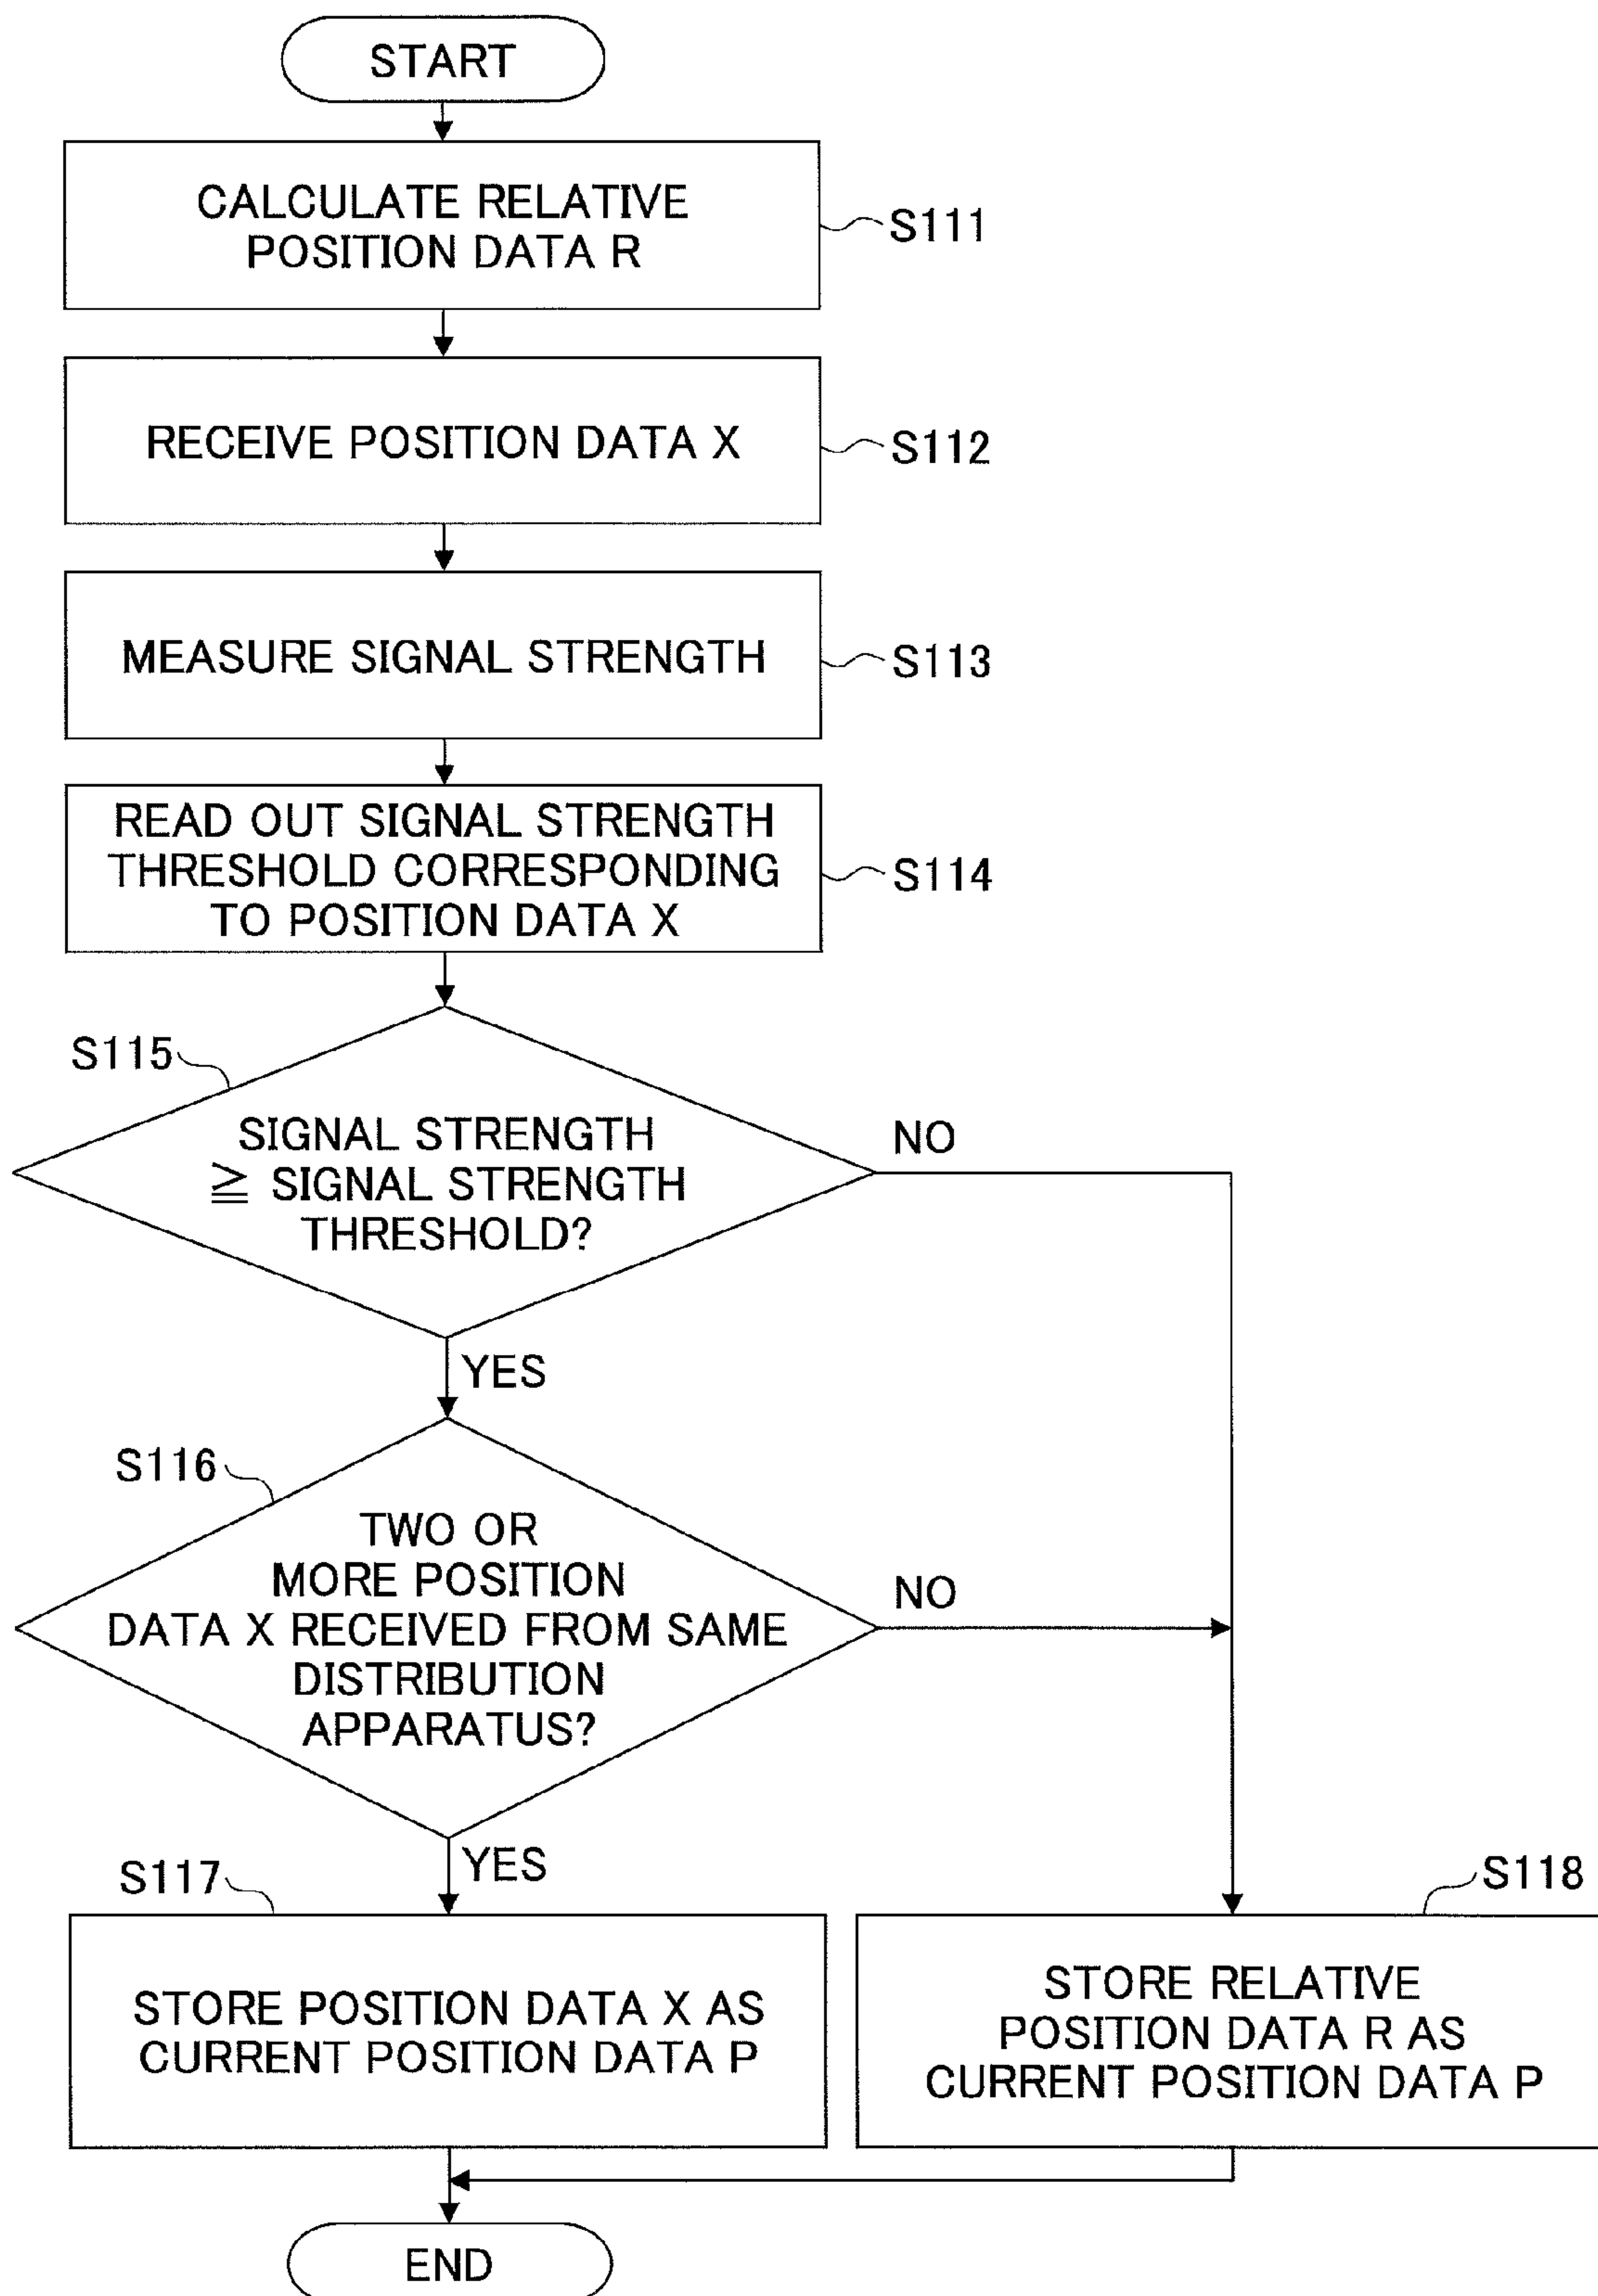 START
CALCULATE RELATIVE
POSITION DATA R
S111
RECEIVE POSITION DATA X
S112
MEASURE SIGNAL STRENGTH
S113
READ OUT SIGNAL STRENGTH
THRESHOLD CORRESPONDING
TO POSITION DATA X
S114
S115
SIGNAL STRENGTH
≧ SIGNAL STRENGTH
THRESHOLD?
NO
YES
S116
TWO OR
MORE POSITION
DATA X RECEIVED FROM SAME
DISTRIBUTION
APPARATUS?
NO
YES
S117
STORE POSITION DATA X AS
CURRENT POSITION DATA P
S118
STORE RELATIVE
POSITION DATA R AS
CURRENT POSITION DATA P
END